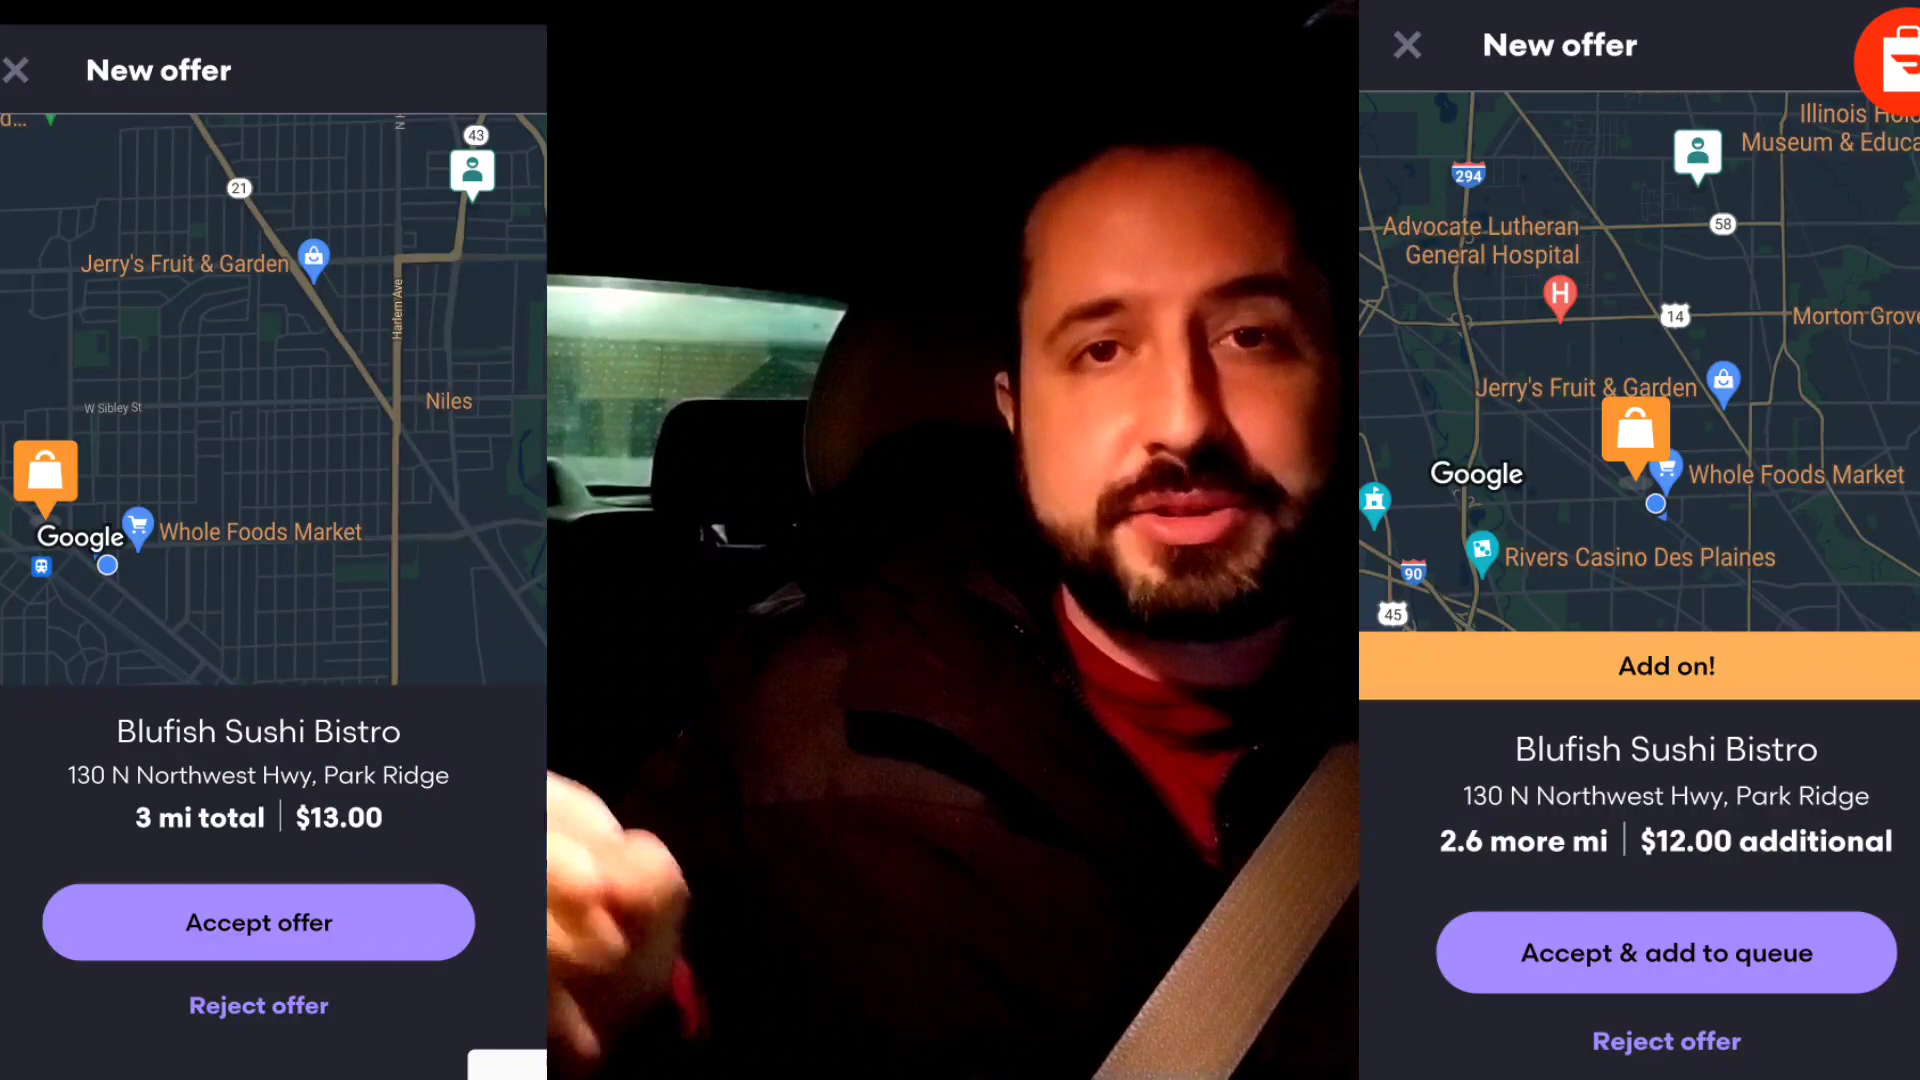 New offer
d...
N H
43
21
Jerry's Fruit & Garden
Harlem Ave
W Sibley St
Niles
Google
Whole Foods Market
Blufish Sushi Bistro
130 N Northwest Hwy, Park Ridge
3 mi total | $13.00
Accept offer
Reject offer
New offer
Illinois Holo
Museum & Educa
294
58
Advocate Lutheran
General Hospital
H
14
Morton Grove
Jerry's Fruit & Garden
Google
Whole Foods Market
Rivers Casino Des Plaines
90
45
Add on!
Blufish Sushi Bistro
130 N Northwest Hwy, Park Ridge
2.6 more mi | $12.00 additional
Accept & add to queue
Reject offer